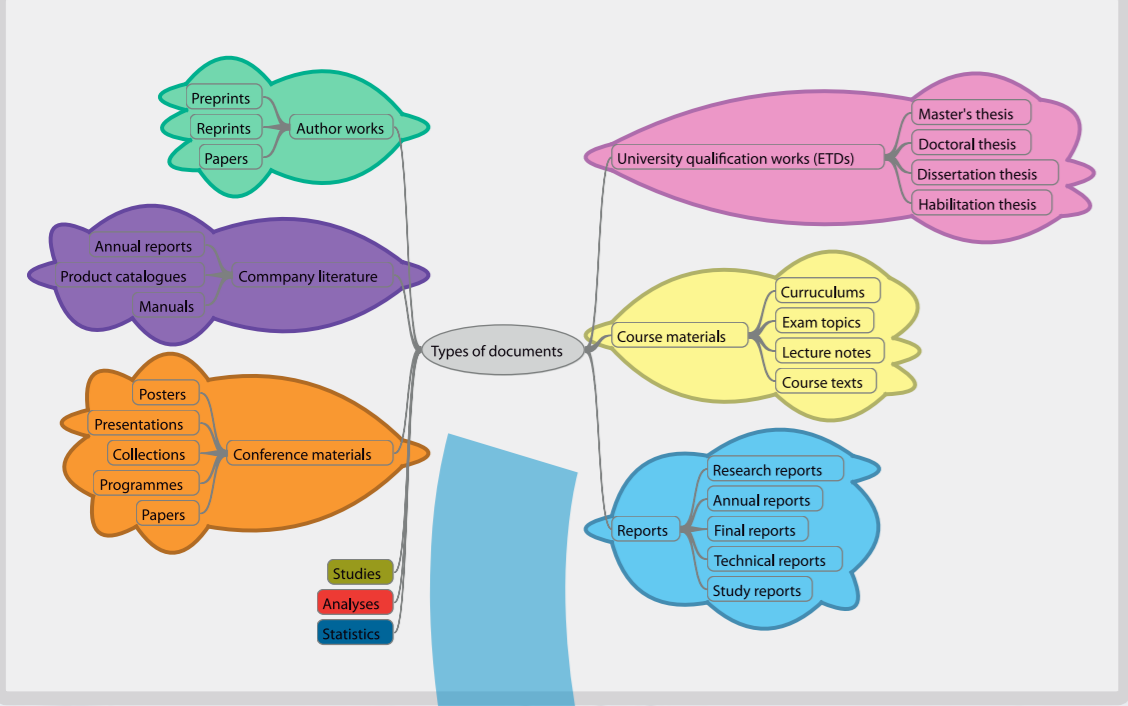 Preprints
Reprints
Papers
Author works
Annual reports
Product catalogues
Manuals
Commpany literature
Posters
Presentations
Collections
Programmes
Papers
Conference materials
Studies
Analyses
Statistics
Types of documents
University qualification works (ETDs)
Master's thesis
Doctoral thesis
Dissertation thesis
Habilitation thesis
Course materials
Curruculums
Exam topics
Lecture notes
Course texts
Reports
Research reports
Annual reports
Final reports
Technical reports
Study reports